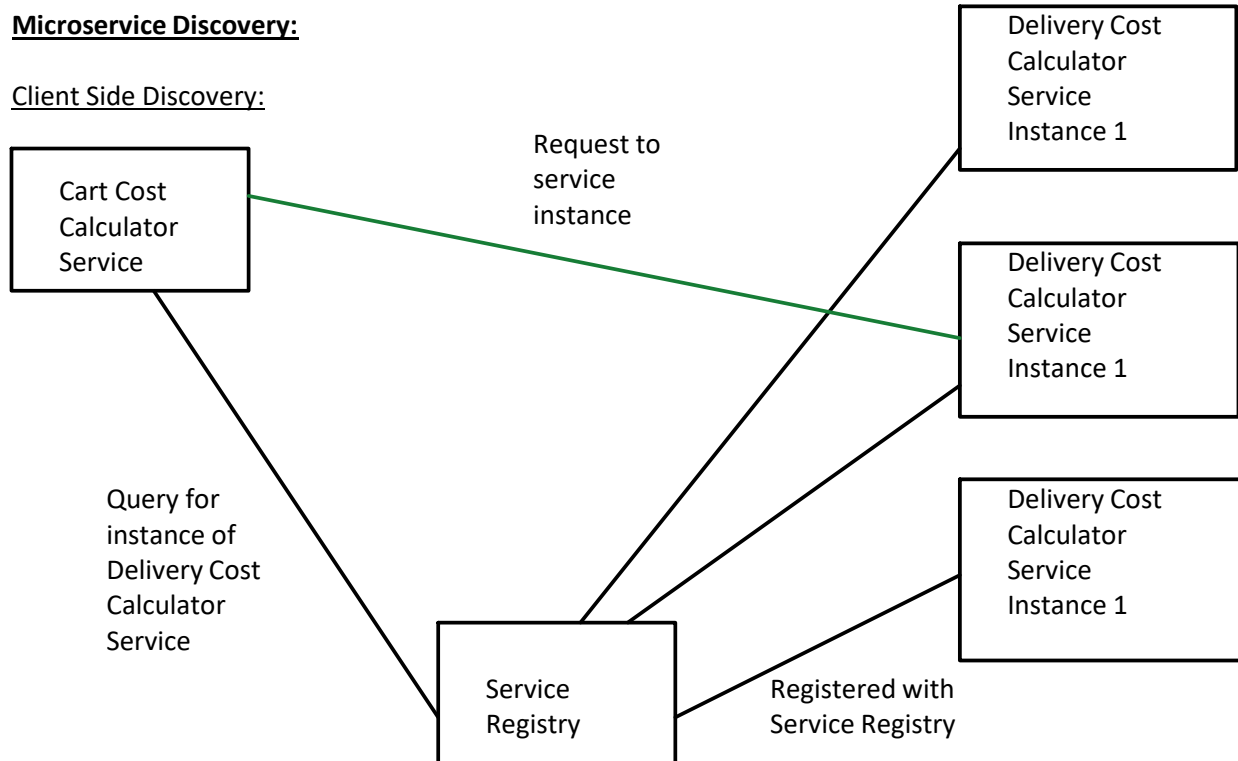 Microservice Discovery:
Client Side Discovery:
Cart Cost
Calculator
Service
Request to
service
instance
Delivery Cost
Calculator
Service
Instance 1
Delivery Cost
Calculator
Service
Instance 1
Delivery Cost
Calculator
Service
Instance 1
Query for
instance of
Delivery Cost
Calculator
Service
Service
Registry
Registered with
Service Registry